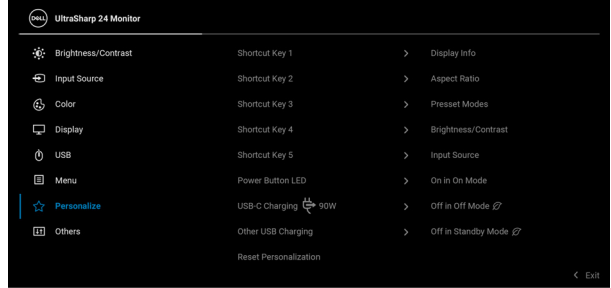 DELL UltraSharp 24 Monitor
Brightness/Contrast Shortcut Key 1 > Display Info
Input Source Shortcut Key 2 > Aspect Ratio
Color Shortcut Key 3 > Presset Modes
Display Shortcut Key 4 > Brightness/Contrast
USB Shortcut Key 5 > Input Source
Menu Power Button LED > On in On Mode
Personalize USB-C Charging 90W > Off in Off Mode
Others Other USB Charging > Off in Standby Mode
Reset Personalization
< Exit